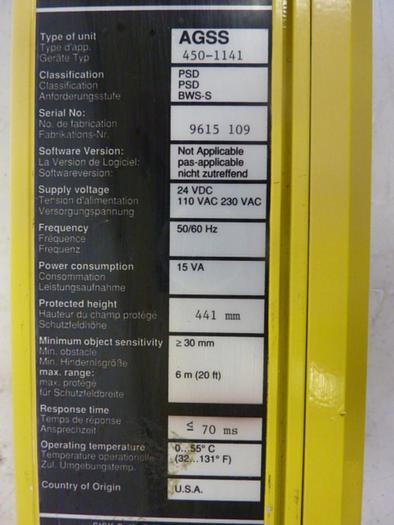 Type of unit AGSS
Type d'app. 450-1141
Geräte Typ
Classification PSD
Classification PSD
Anforderungsstufe BWS-S
Serial No:
No. de fabrication 9615 109
Fabrikations-Nr.
Software Version: Not Applicable
La Version de Logiciel: pas-applicable
Softwareversion: nicht zutreffend
Supply voltage 24 VDC
Tension d'alimentation 110 VAC 230 VAC
Versorgungspannung
Frequency 50/60 Hz
Fréquence
Frequenz
Power consumption 15 VA
Consommation
Leistungsaufnahme
Protected height
Hauteur du champ protégé 441 mm
Schutzfeldhöhe
Minimum object sensitivity ≥ 30 mm
Min. obstacle
Min. Hindernisgröße
max. range: 6 m (20 ft)
max. protégé
für Schutzfeldbreite
Response time
Temps de réponse ≤ 70 ms
Ansprechzeit
Operating temperature 0...55° C
Temperature operationelle (32...131° F)
Zul. Umgebungstemp.
Country of Origin U.S.A.